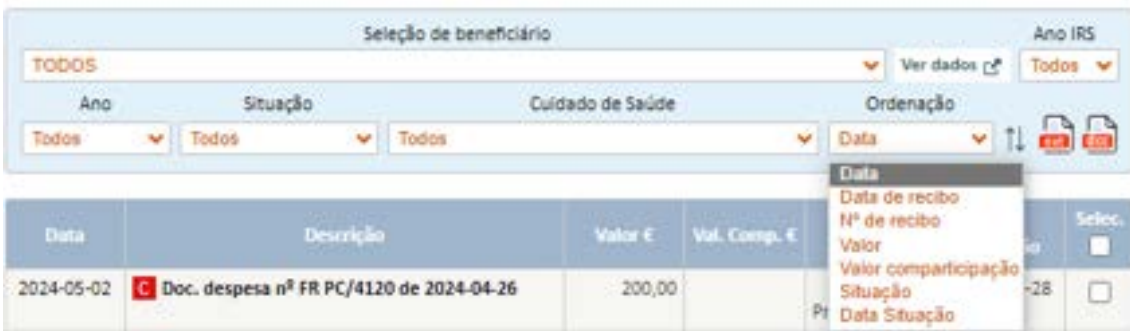 Seleção de beneficiário Ano IRS
TODOS Ver dados Todos
Ano Situação Cuidado de Saúde Ordenação
Todos Todos Todos Data
Data
Data de recibo
Nº de recibo
Valor
Valor comparticipação
Situação
Data Situação
Data Descrição Valor € Val. Comp. € Selec.
2024-05-02 C Doc. despesa nº FR PC/4120 de 2024-04-26 200,00 -28